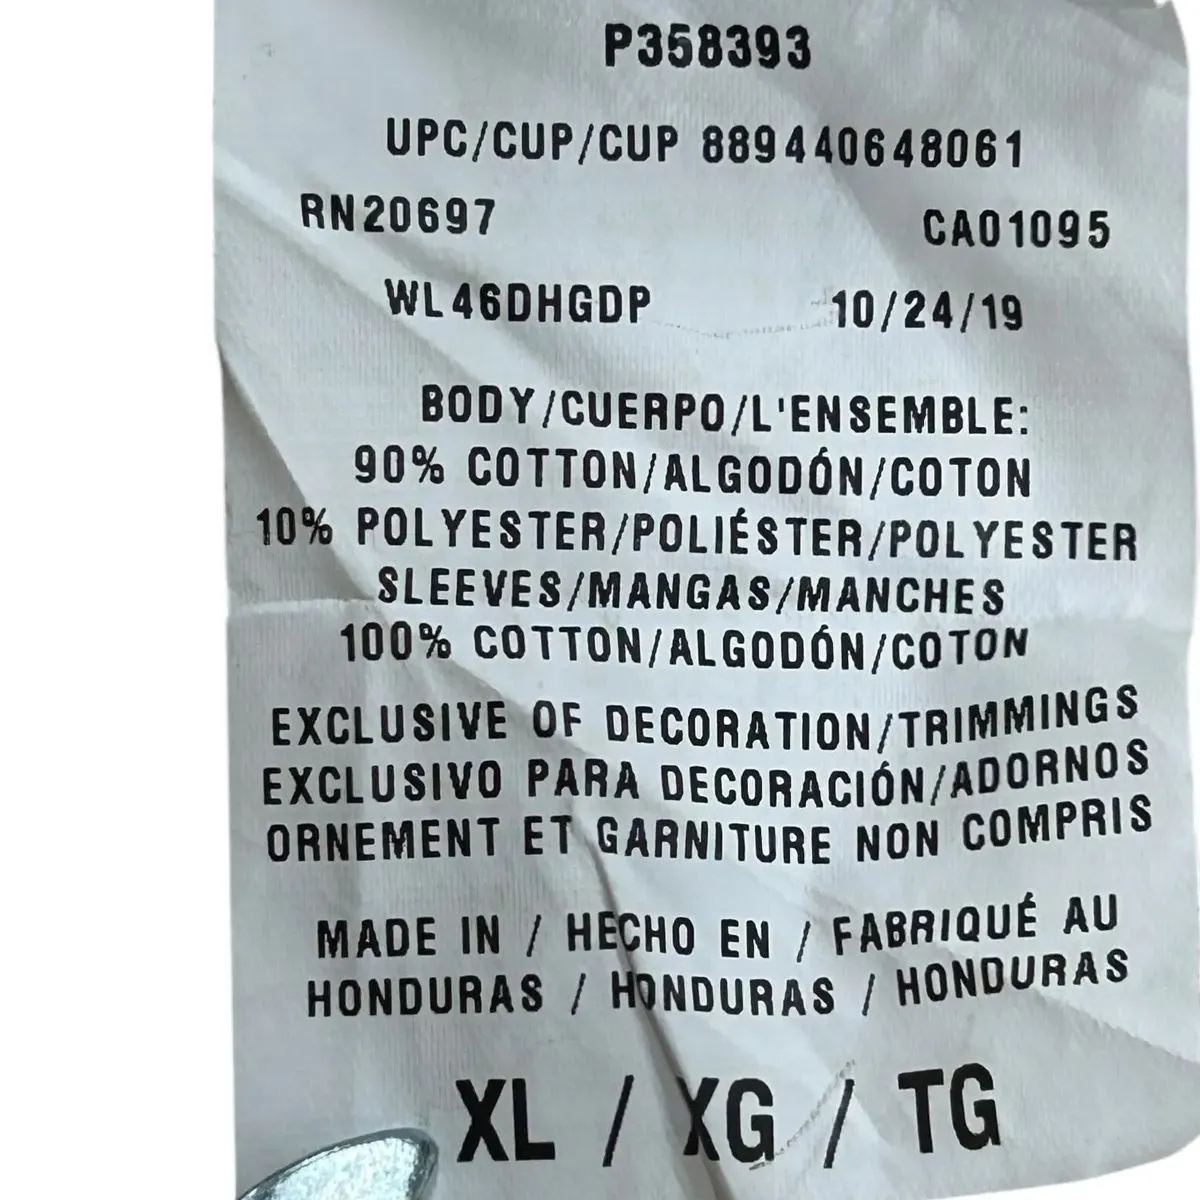 P358393
UPC/CUP/CUP 889440648061
RN20697 CA01095
WL46DHGDP 10/24/19
BODY/CUERPO/L'ENSEMBLE:
90% COTTON/ALGODÓN/COTON
10% POLYESTER/POLIÉSTER/POLYESTER
SLEEVES/MANGAS/MANCHES
100% COTTON/ALGODÓN/COTON
EXCLUSIVE OF DECORATION/TRIMMINGS
EXCLUSIVO PARA DECORACIÓN/ADORNOS
ORNEMENT ET GARNITURE NON COMPRIS
MADE IN / HECHO EN / FABRIQUÉ AU
HONDURAS / HONDURAS / HONDURAS
XL / XG / TG